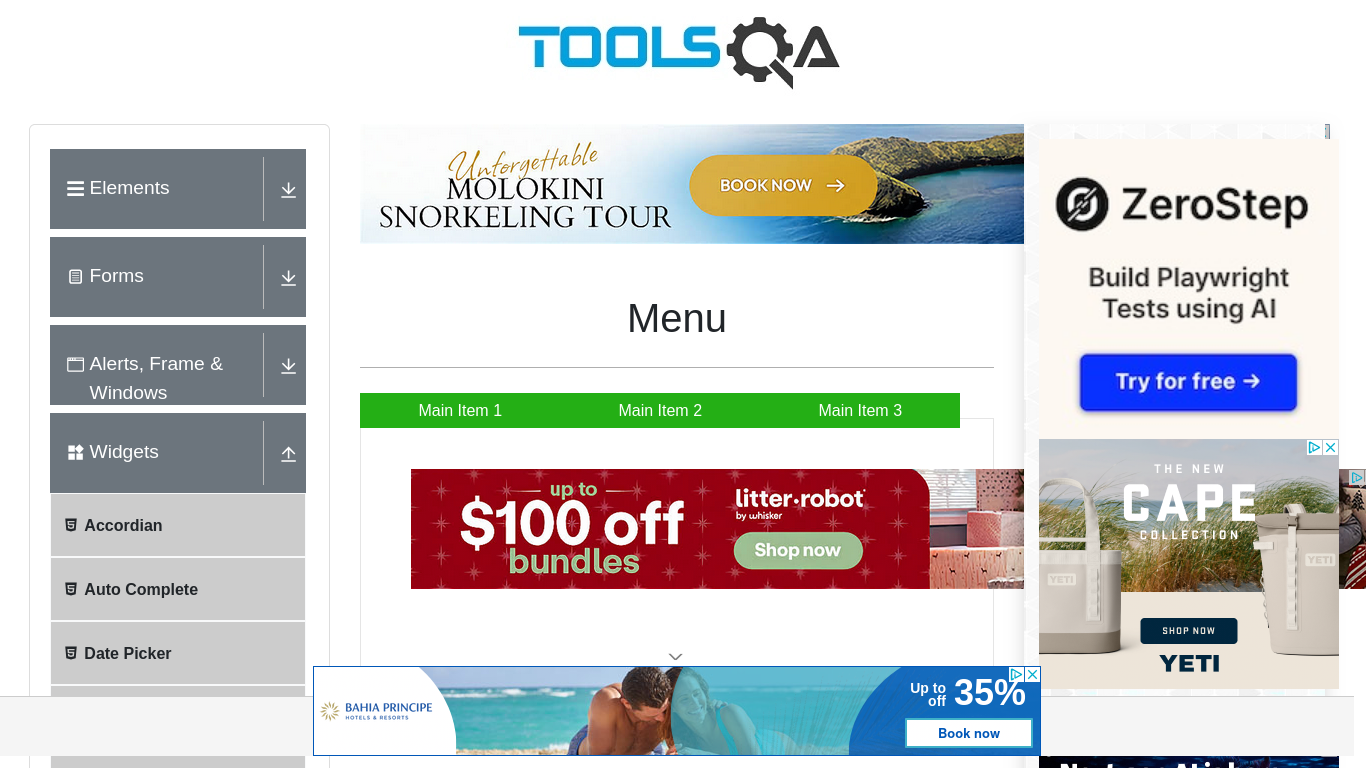 TOOLSQA
Elements
Forms
Alerts, Frame &
Windows
Widgets
Accordian
Auto Complete
Date Picker
Unforgettable
MOLOKINI
SNORKELING TOUR
BOOK NOW →
Menu
Main Item 1
Main Item 2
Main Item 3
up to
$100 off
bundles
litter-robot
by whisker
Shop now
BAHIA PRINCIPE
HOTELS & RESORTS
Up to
off 35%
Book now
ZeroStep
Build Playwright
Tests using AI
Try for free →
THE NEW
CAPE
COLLECTION
YETI
YETI
SHOP NOW
YETI